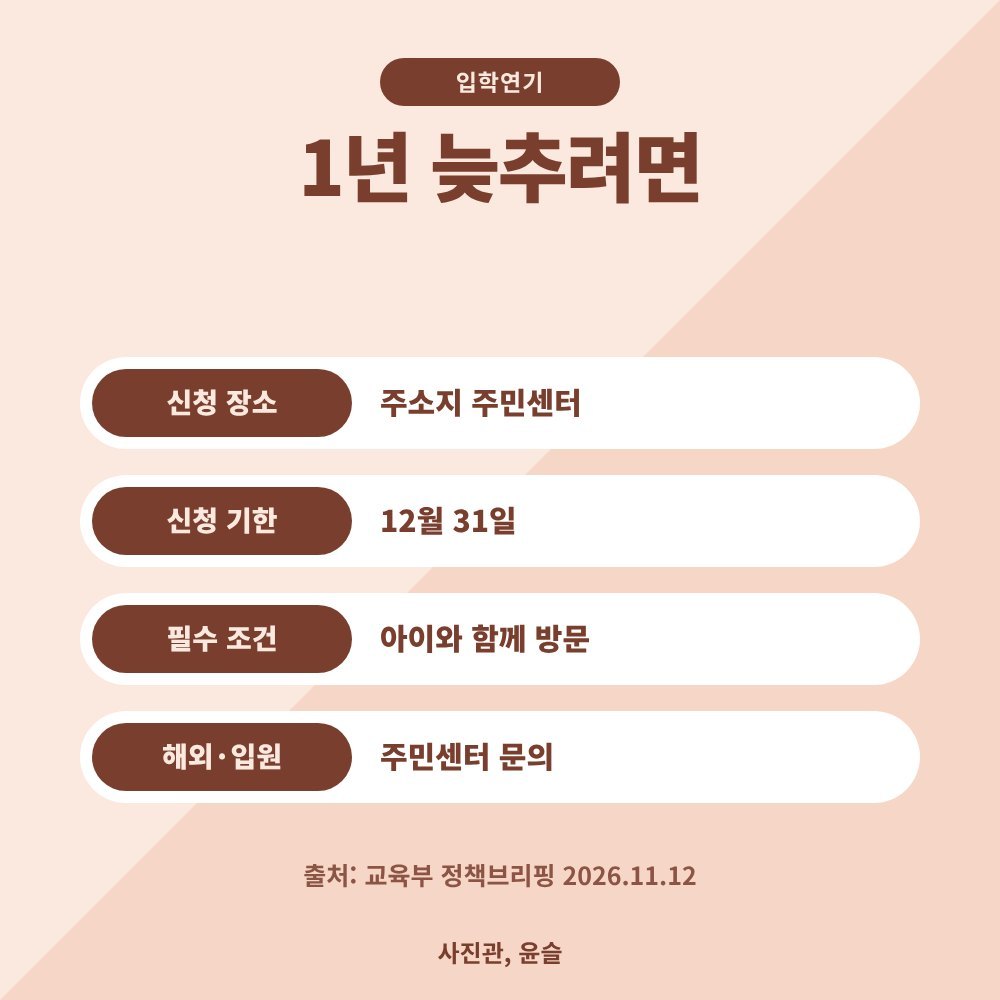 입학연기
1년 늦추려면
신청 장소 주소지 주민센터
신청 기한 12월 31일
필수 조건 아이와 함께 방문
해외·입원 주민센터 문의
출처: 교육부 정책브리핑 2026.11.12
사진관, 윤슬